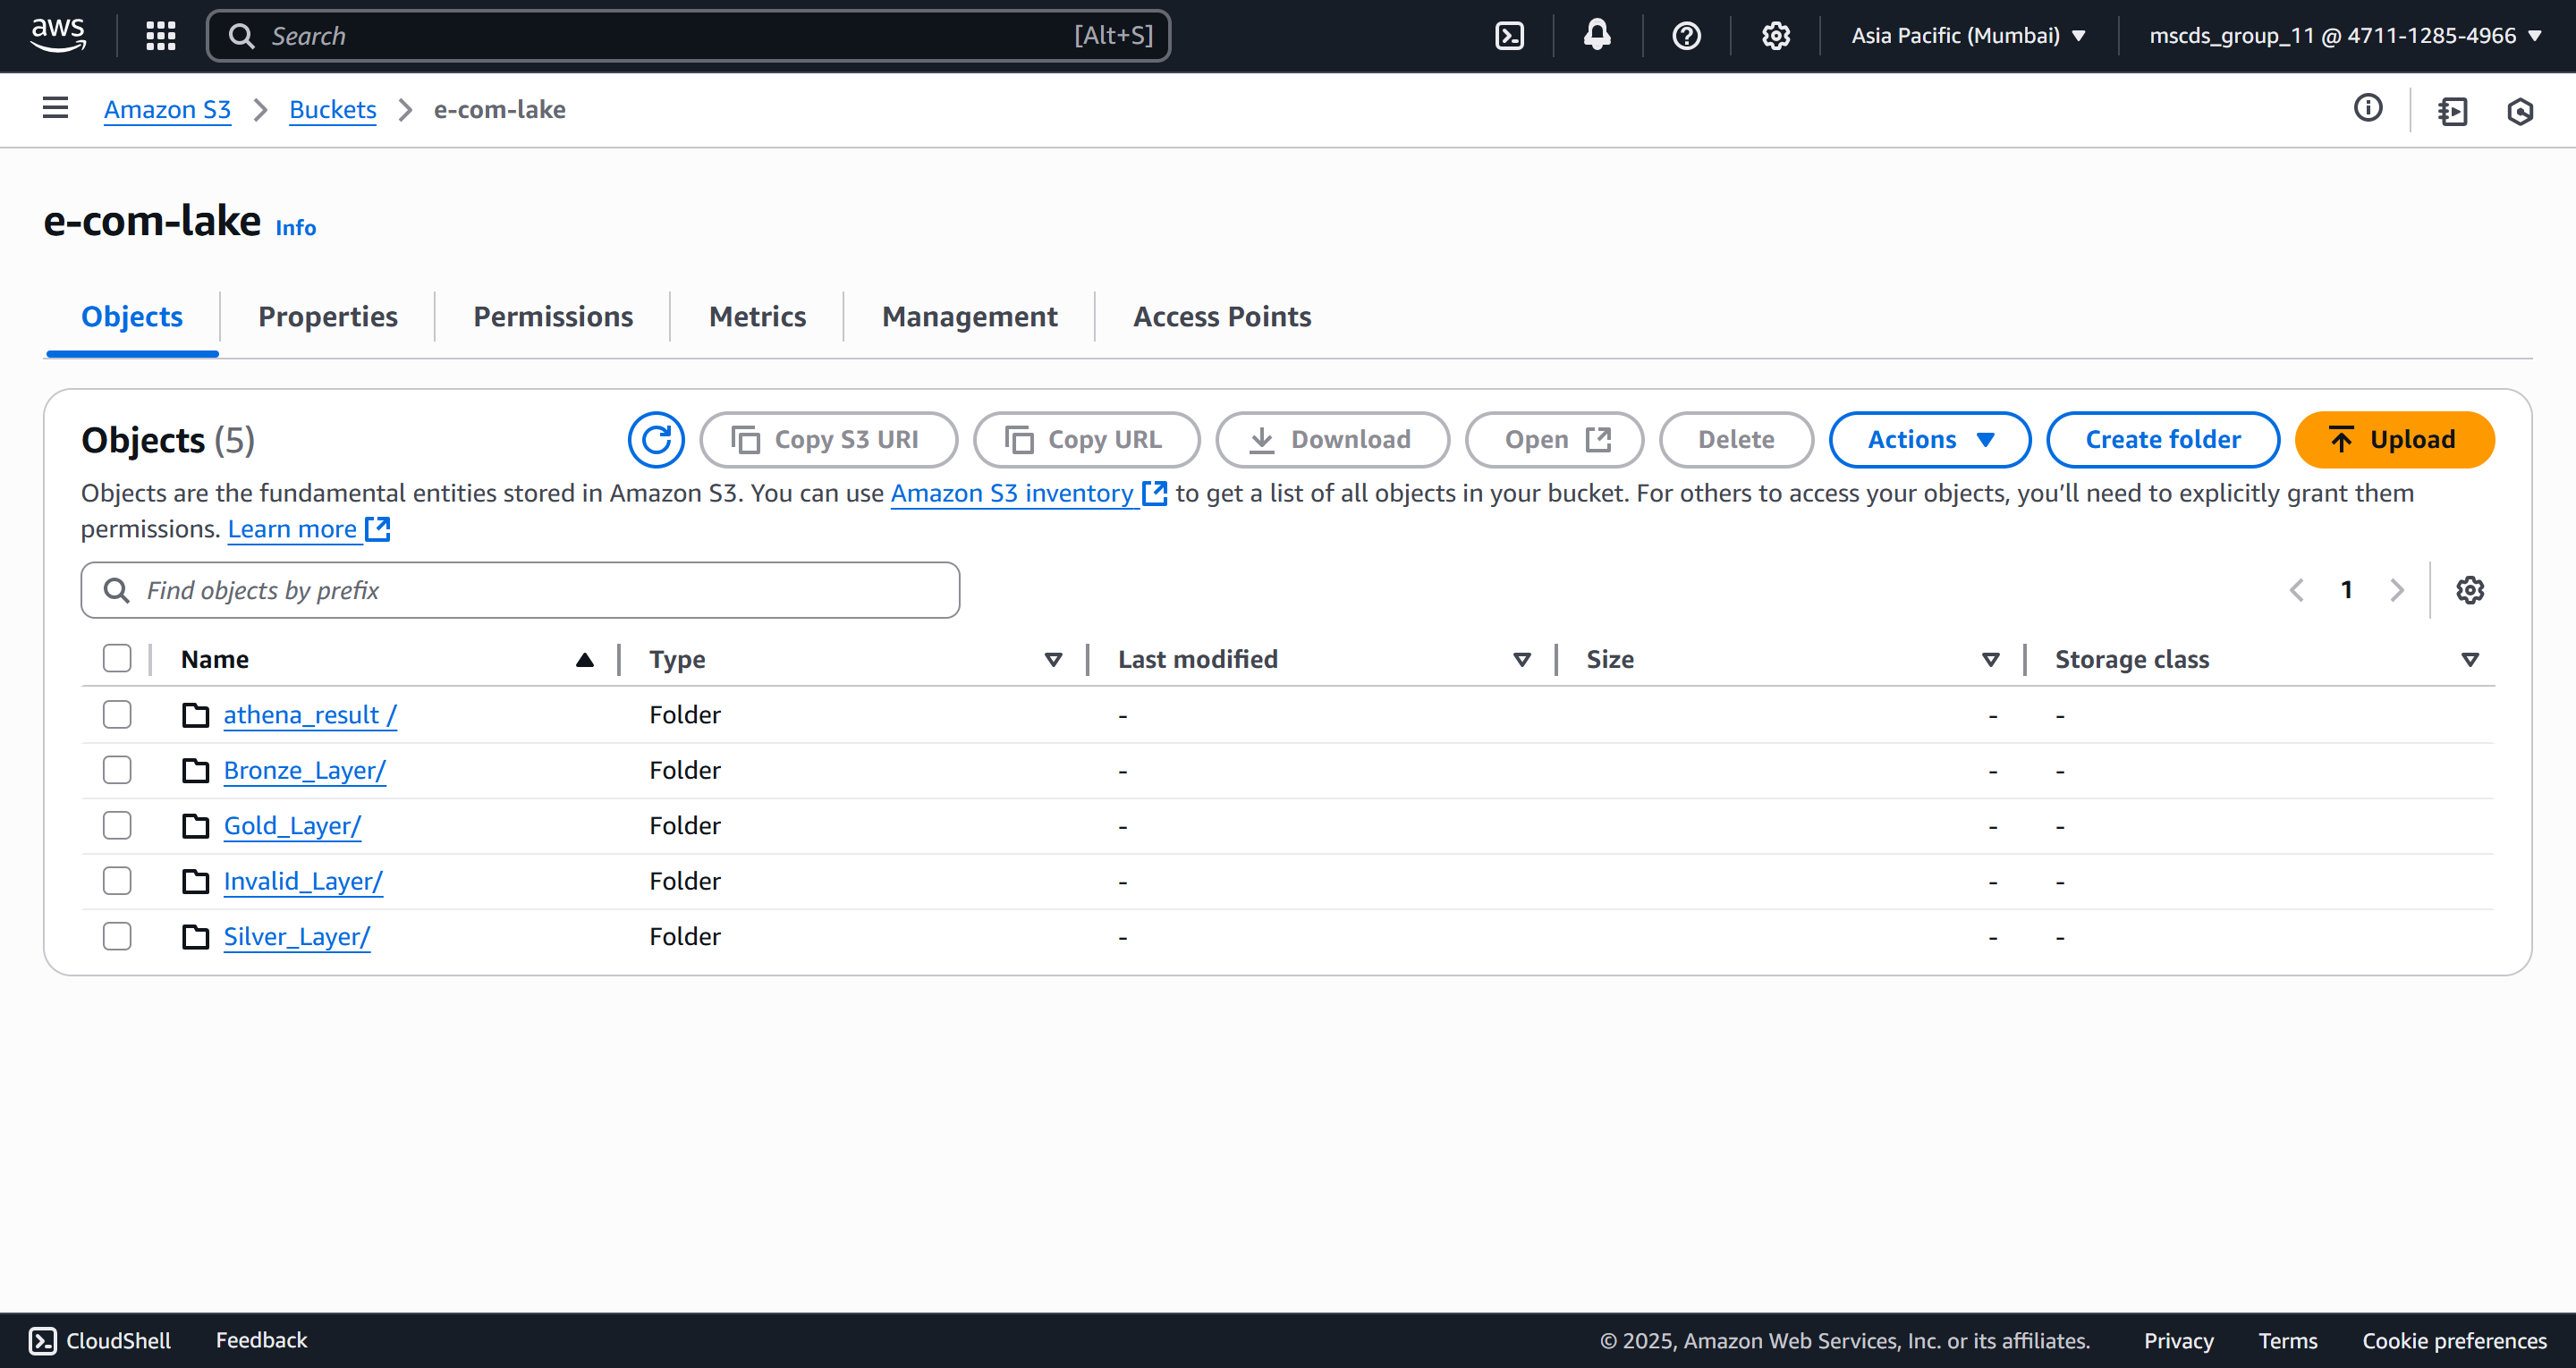 aws
Search [Alt+S]
Asia Pacific (Mumbai)
mscds_group_11 @ 4711-1285-4966
Amazon S3 Buckets e-com-lake
e-com-lake Info
Objects Properties Permissions Metrics Management Access Points
Objects (5)
Copy S3 URI Copy URL Download Open Delete Actions Create folder Upload
Objects are the fundamental entities stored in Amazon S3. You can use Amazon S3 inventory to get a list of all objects in your bucket. For others to access your objects, you’ll need to explicitly grant them
permissions. Learn more
Find objects by prefix
1
Name Type Last modified Size Storage class
athena_result / Folder - - -
Bronze_Layer/ Folder - - -
Gold_Layer/ Folder - - -
Invalid_Layer/ Folder - - -
Silver_Layer/ Folder - - -
CloudShell Feedback © 2025, Amazon Web Services, Inc. or its affiliates. Privacy Terms Cookie preferences